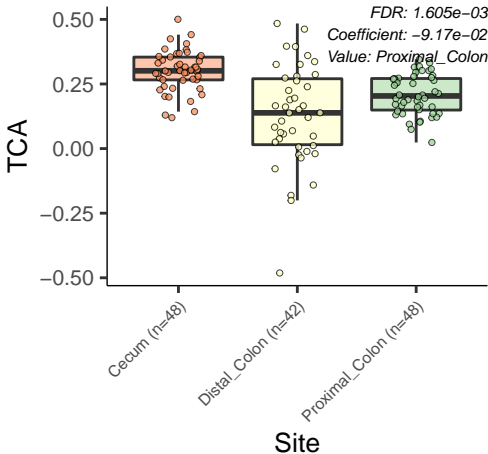 FDR: 1.605e−03
Coefficient: −9.17e−02
Value: Proximal_Colon
0.50
0.25
0.00
−0.25
−0.50
TCA
Cecum (n=48)
Distal_Colon (n=42)
Proximal_Colon (n=48)
Site